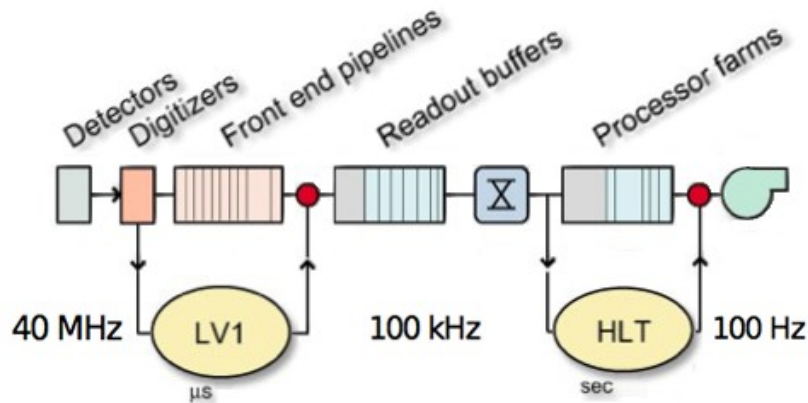 Detectors
Digitizers
Front end pipelines
Readout buffers
Processor farms
40 MHz
LV1
100 kHz
HLT
100 Hz
μs
sec